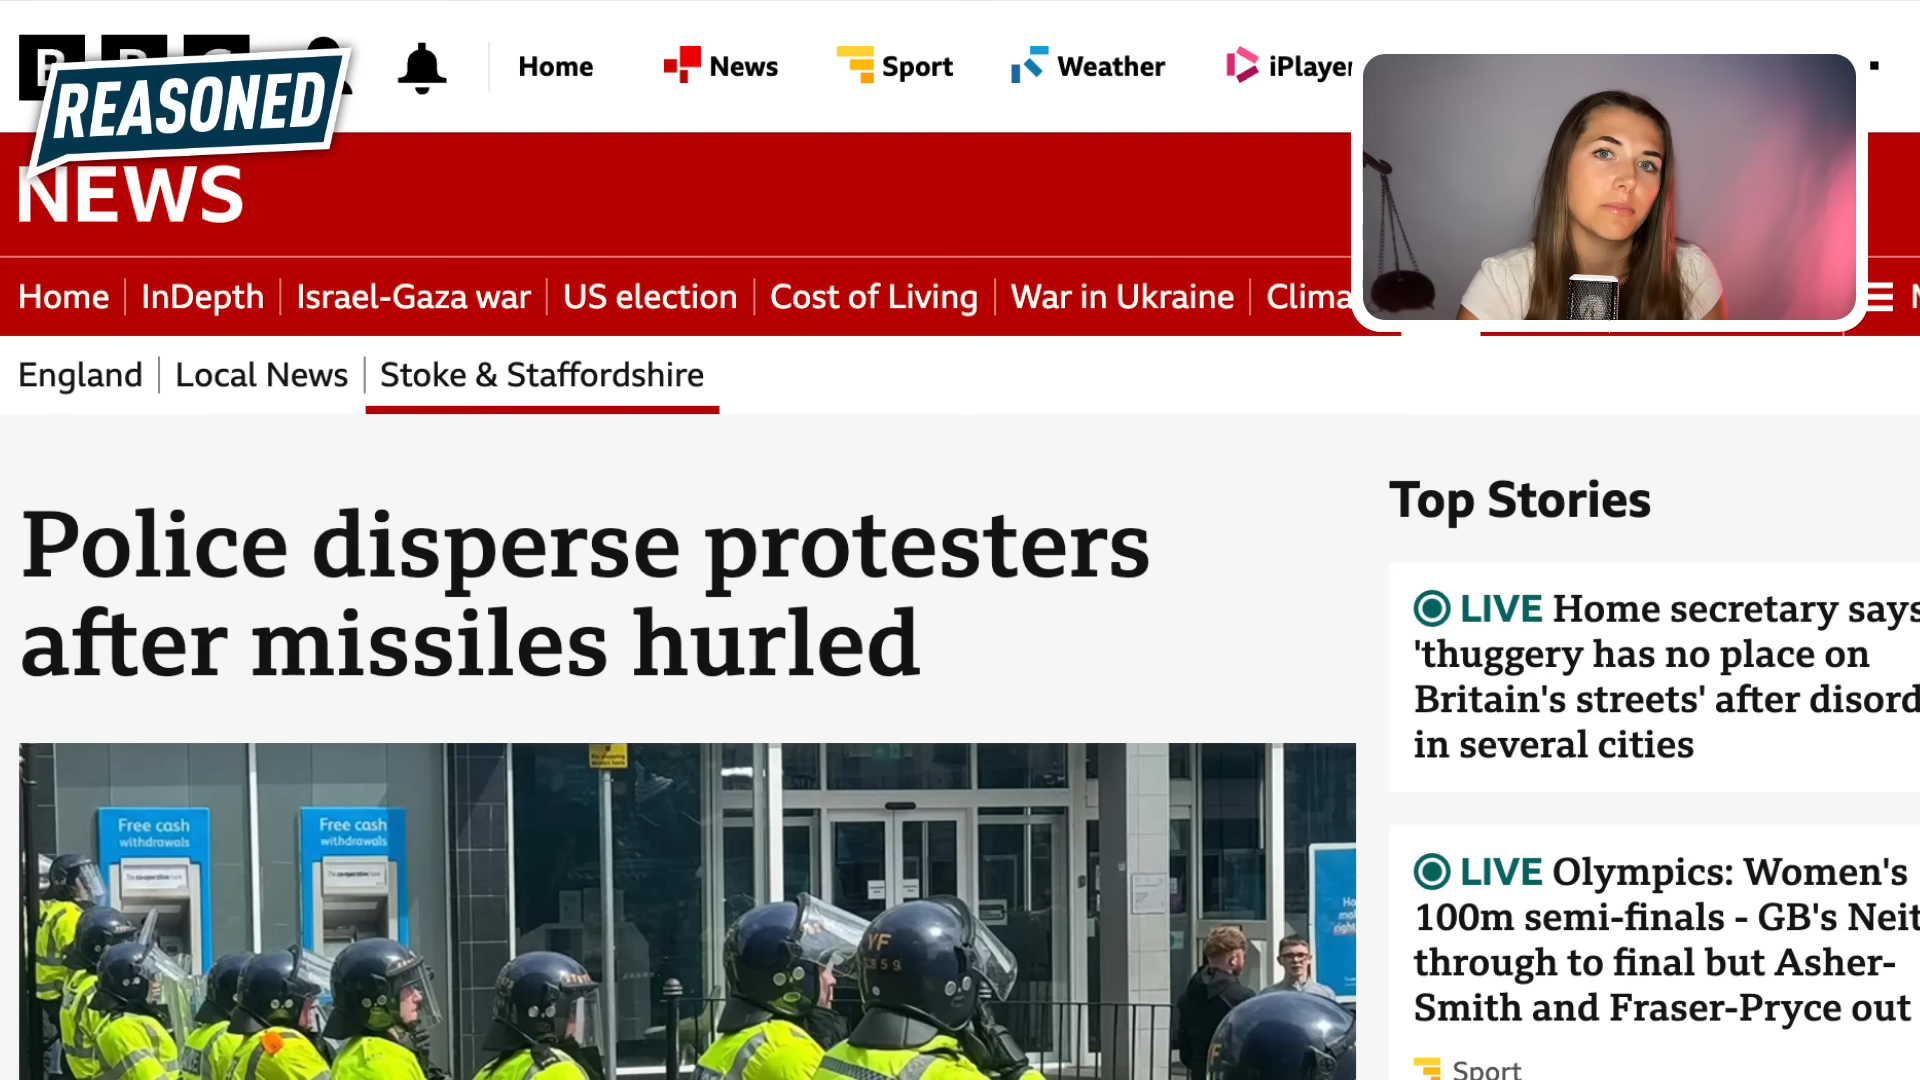 REASONED
Home
News
Sport
Weather
iPlayer
NEWS
Home
InDepth
Israel-Gaza war
US election
Cost of Living
War in Ukraine
Clima
England
Local News
Stoke & Staffordshire
Police disperse protesters
after missiles hurled
Top Stories
LIVE Home secretary says
'thuggery has no place on
Britain's streets' after disord
in several cities
LIVE Olympics: Women's
100m semi-finals - GB's Neit
through to final but Asher-
Smith and Fraser-Pryce out
Sport
Free cash
withdrawals
Free cash
withdrawals
YF